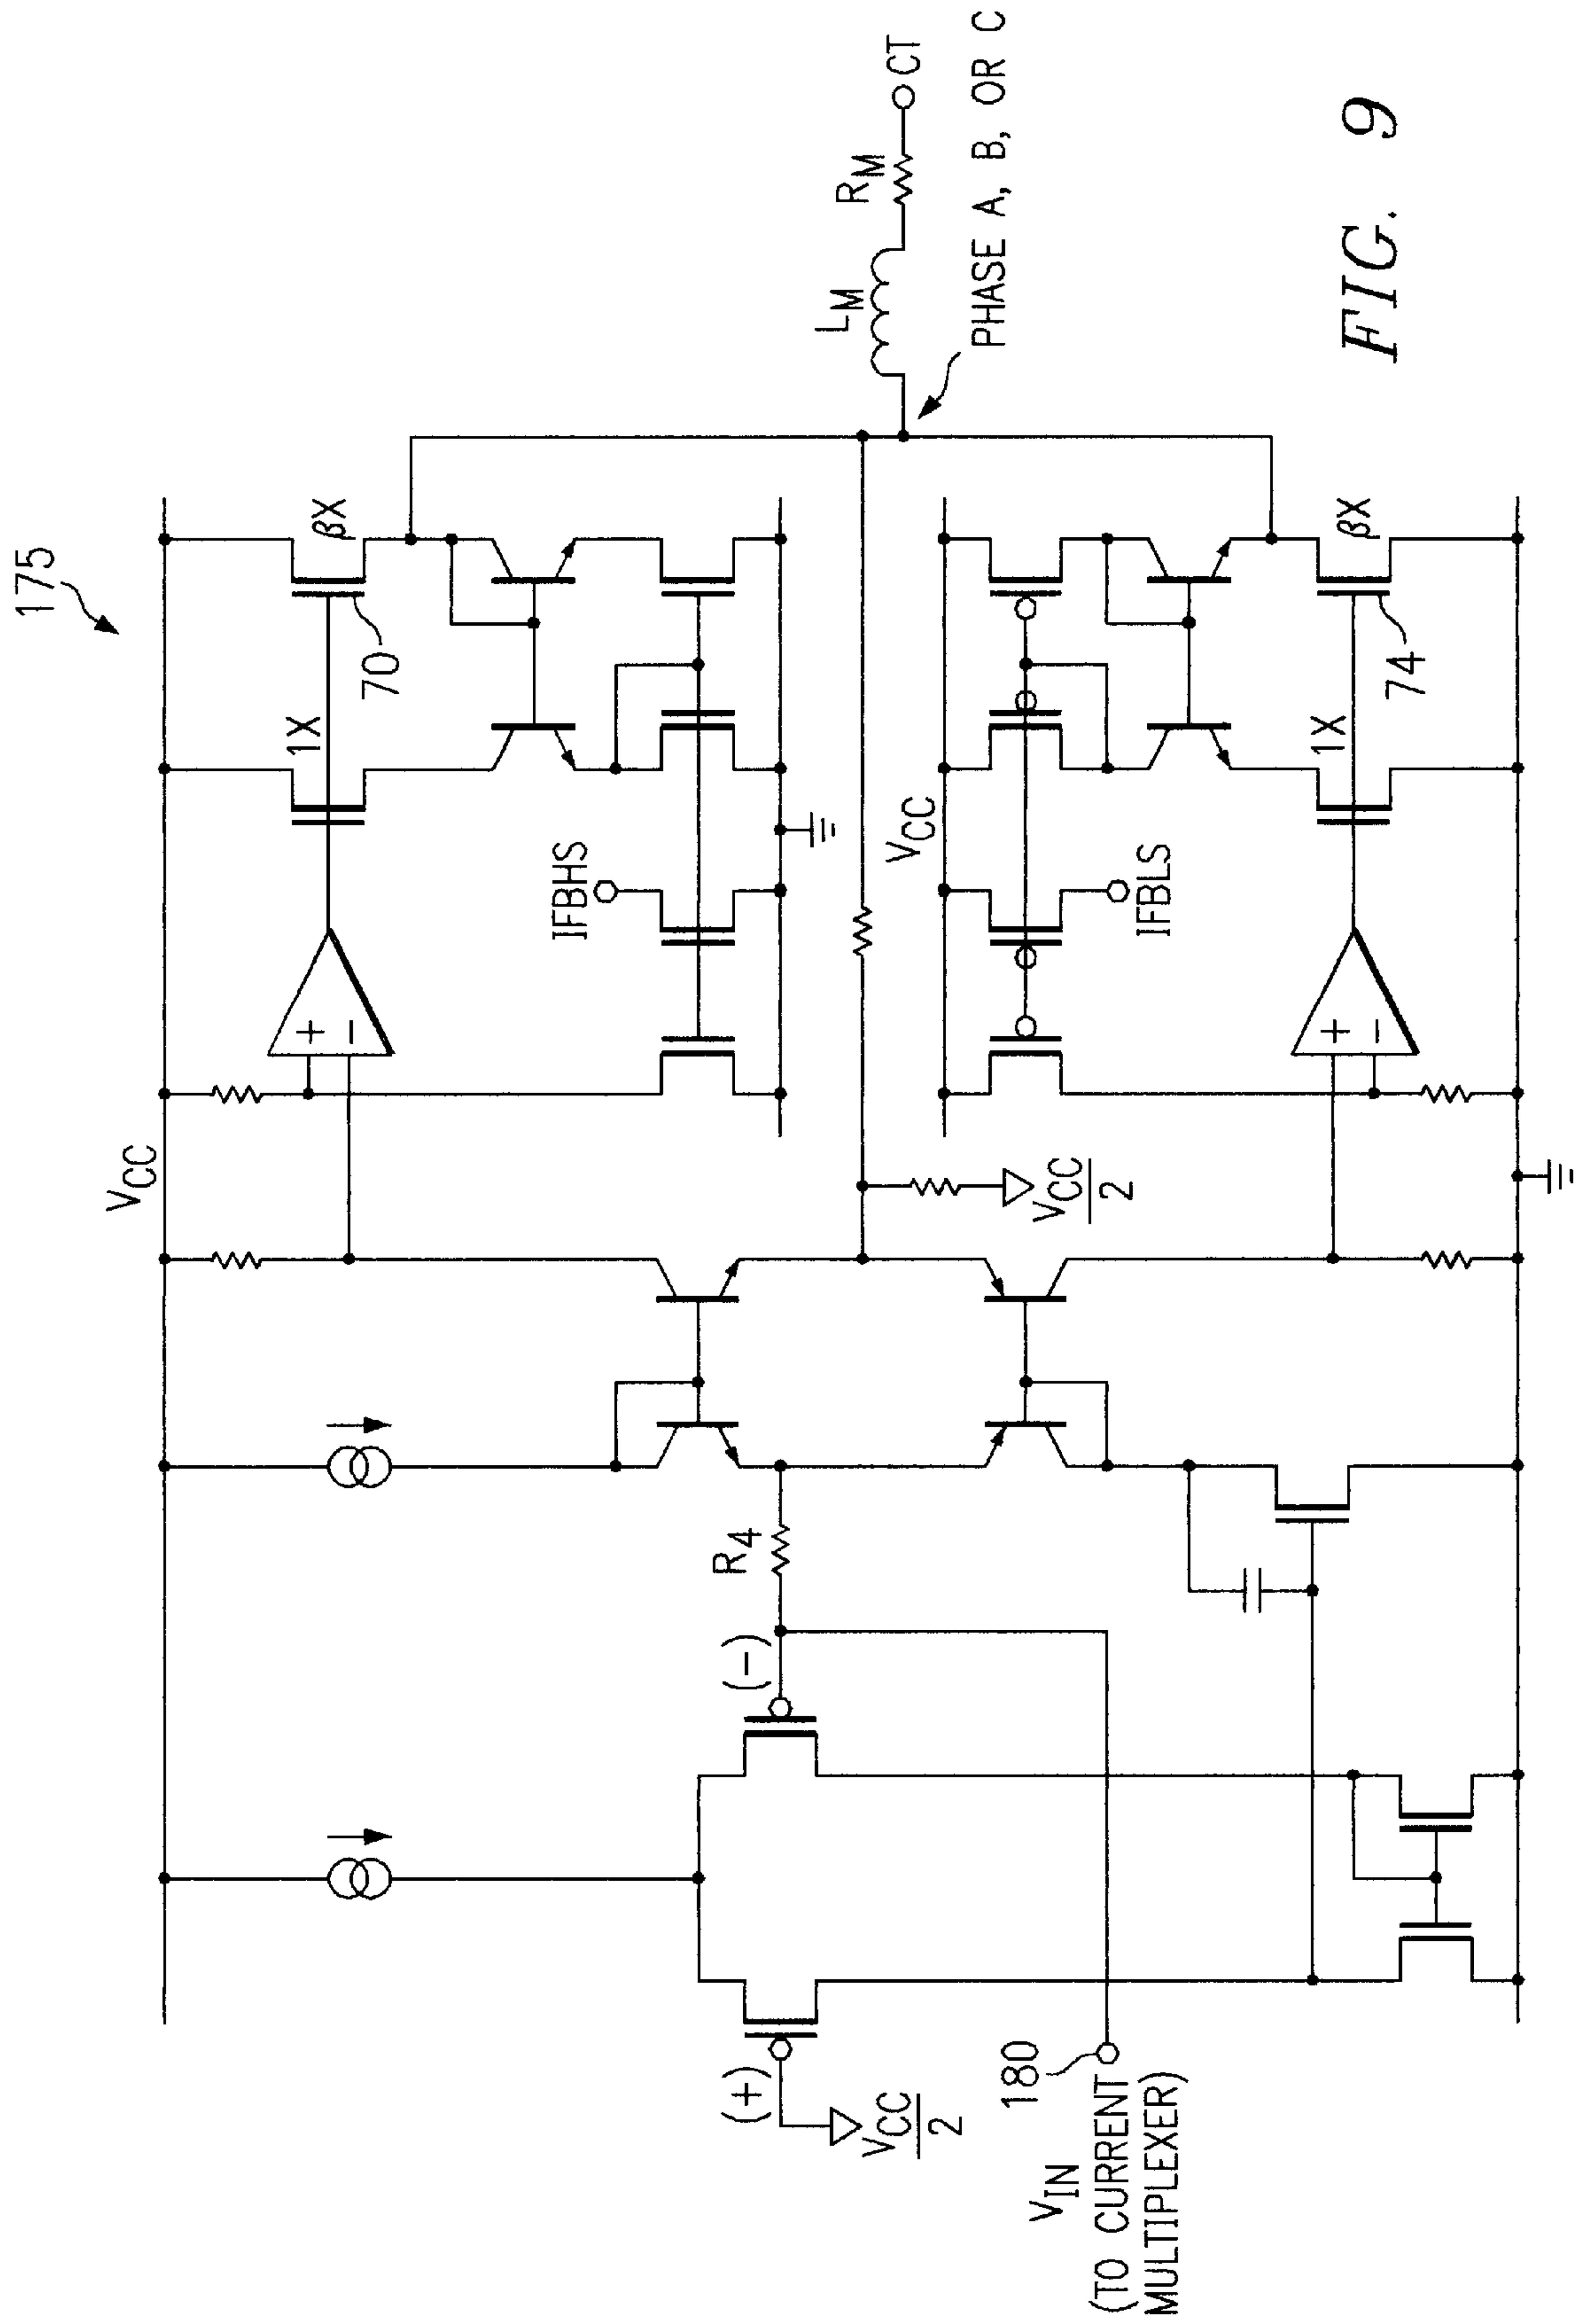 175
V_CC
1X
βX
70
IFBHS
V_CC
IFBLS
1X
βX
74
+
−
+
−
L_M
R_M
CT
PHASE A, B, OR C
V_CC
2
R_4
(−)
(+)
V_CC
2
180
V_IN
(TO CURRENT
MULTIPLEXER)
FIG. 9